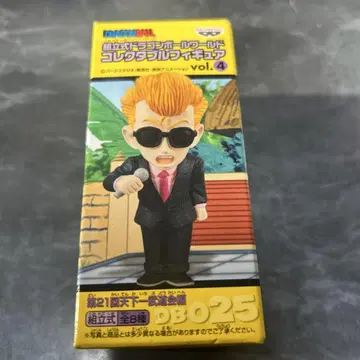 DRAGONBALL
BANPRESTO
組立式ドラゴンボールワールド
コレクタブルフィギュア vol.4
第21回天下一武道会編
組立式 全8種
DB025
※写真と商品とは多少異なる場合がありますのでご了承ください。